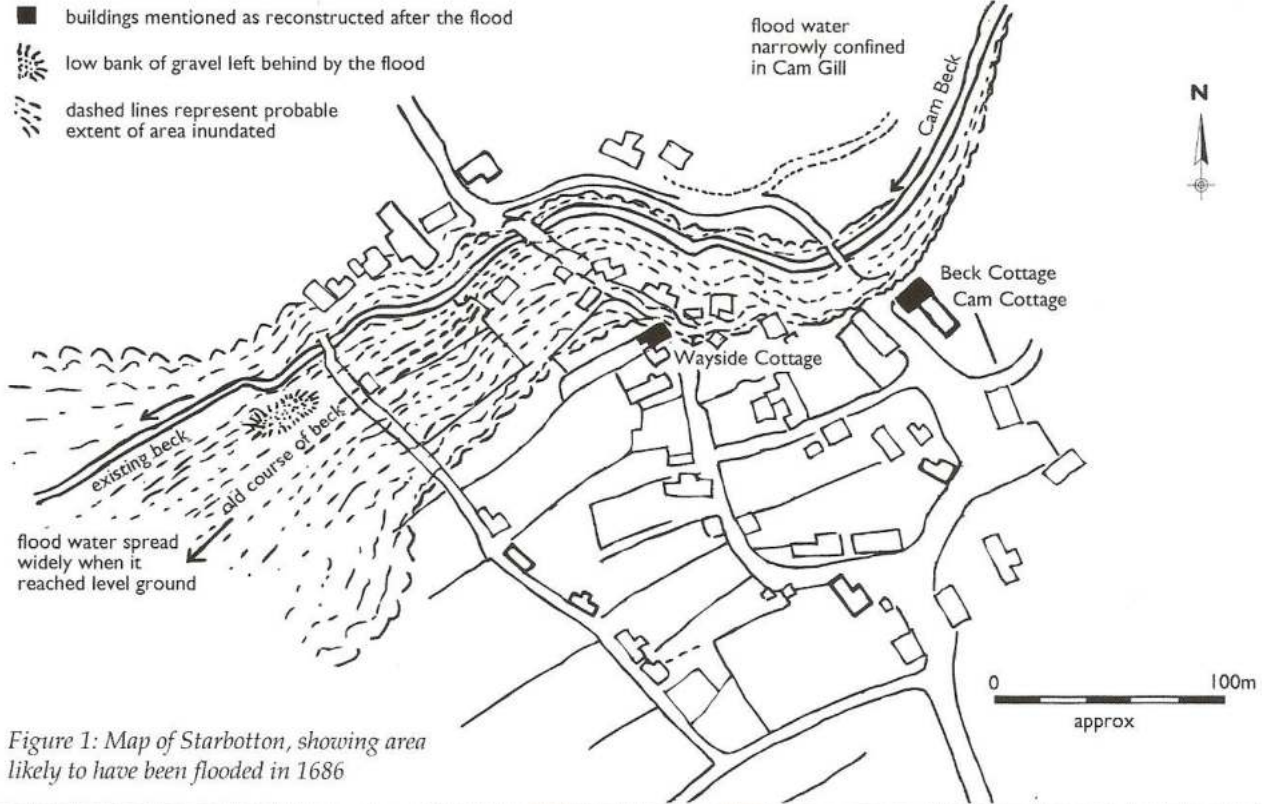 buildings mentioned as reconstructed after the flood
low bank of gravel left behind by the flood
dashed lines represent probable
extent of area inundated
flood water
narrowly confined
in Cam Gill
Cam Beck
N
Beck Cottage
Cam Cottage
Wayside Cottage
existing beck
old course of beck
flood water spread
widely when it
reached level ground
0 100m
approx
Figure 1: Map of Starbotton, showing area
likely to have been flooded in 1686